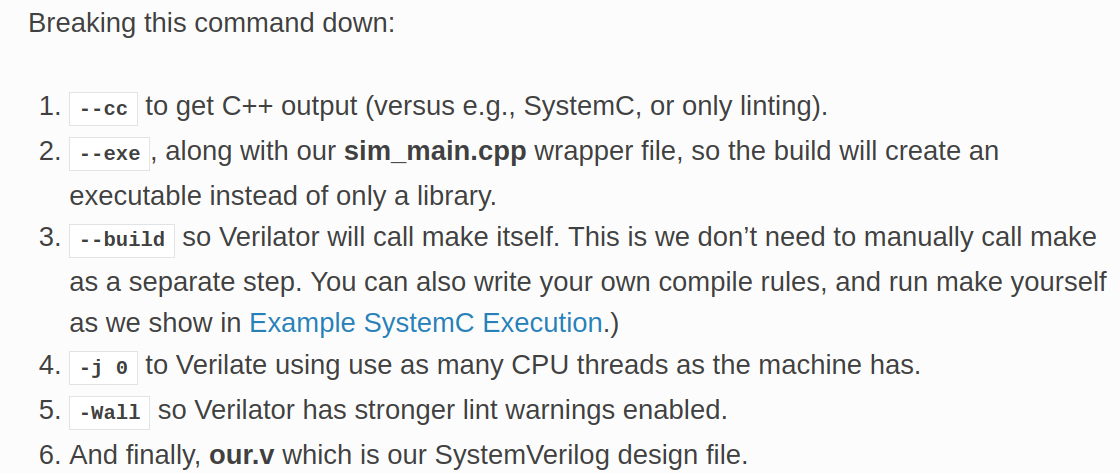 Breaking this command down:
1. --cc to get C++ output (versus e.g., SystemC, or only linting).
2. --exe, along with our sim_main.cpp wrapper file, so the build will create an
executable instead of only a library.
3. --build so Verilator will call make itself. This is we don’t need to manually call make
as a separate step. You can also write your own compile rules, and run make yourself
as we show in Example SystemC Execution.)
4. -j 0 to Verilate using use as many CPU threads as the machine has.
5. -Wall so Verilator has stronger lint warnings enabled.
6. And finally, our.v which is our SystemVerilog design file.